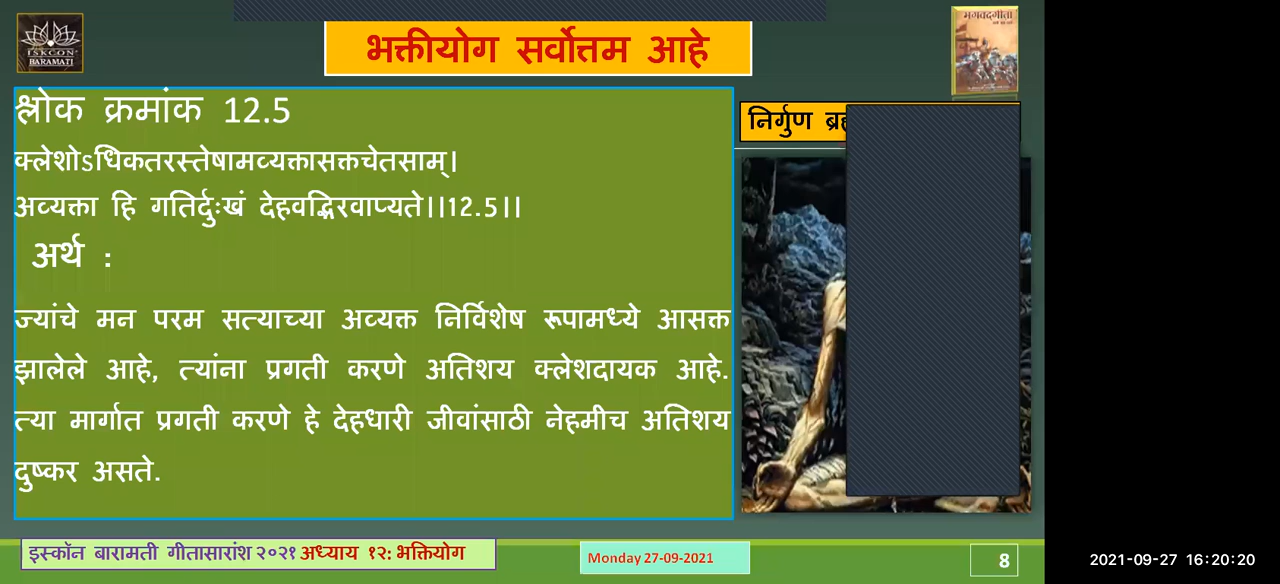 भक्तीयोग सर्वोत्तम आहे
ISKCON
BARAMATI
भगवद्‌गीता
श्लोक क्रमांक 12.5
क्लेशोऽधिकतरस्तेषामव्यक्तासक्तचेतसाम्।
अव्यक्ता हि गतिर्दुःखं देहवद्भिरवाप्यते।।12.5।।
अर्थ :
ज्यांचे मन परम सत्याच्या अव्यक्त निर्विशेष रूपामध्ये आसक्त
झालेले आहे, त्यांना प्रगती करणे अतिशय क्लेशदायक आहे.
त्या मार्गात प्रगती करणे हे देहधारी जीवांसाठी नेहमीच अतिशय
दुष्कर असते.
निर्गुण
इस्कॉन बारामती गीतासारांश २०२१ अध्याय १२: भक्तियोग
Monday 27-09-2021
8
2021-09-27 16:20:20